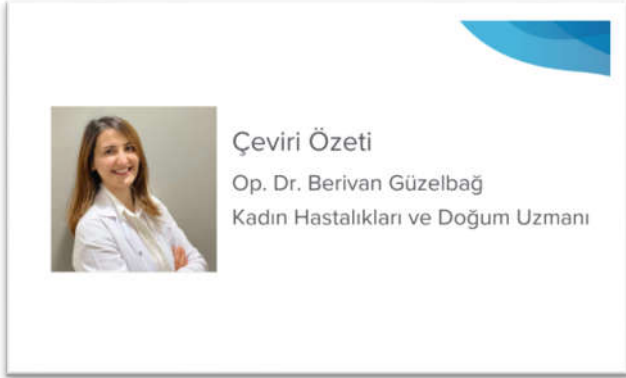 Çeviri Özeti
Op. Dr. Berivan Güzelbağ
Kadın Hastalıkları ve Doğum Uzmanı